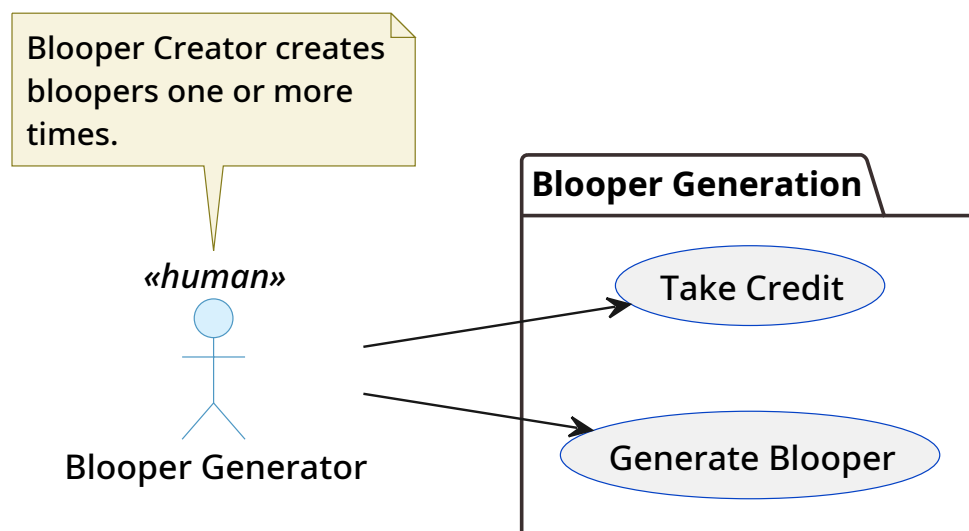 Blooper Creator creates
bloopers one or more
times.
Blooper Generation
«human»
Take Credit
Generate Blooper
Blooper Generator